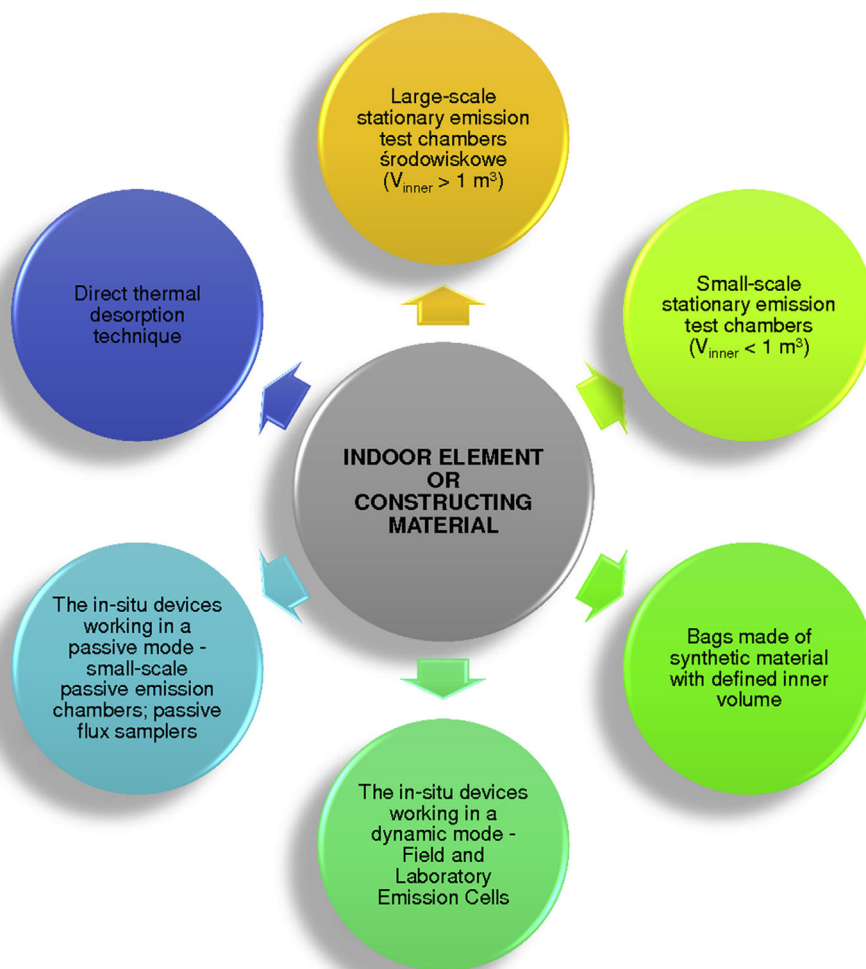 Large-scale
stationary emission
test chambers
środowiskowe
(V_inner > 1 m³)
Direct thermal
desorption
technique
Small-scale
stationary emission
test chambers
(V_inner < 1 m³)
INDOOR ELEMENT
OR
CONSTRUCTING
MATERIAL
The in-situ devices
working in a
passive mode -
small-scale
passive emission
chambers; passive
flux samplers
Bags made of
synthetic material
with defined inner
volume
The in-situ devices
working in a
dynamic mode -
Field and
Laboratory
Emission Cells